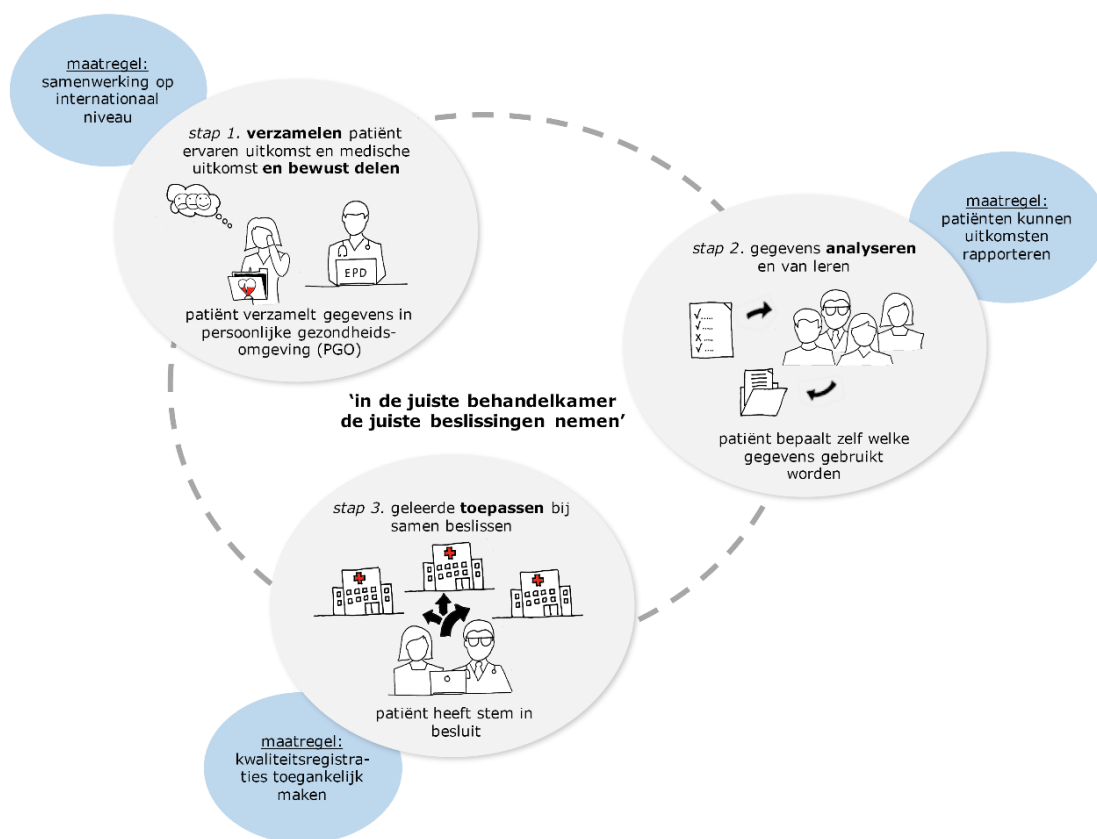 maatregel:
samenwerking op
internationaal
niveau
stap 1. verzamelen patiënt
ervaren uitkomst en medische
uitkomst en bewust delen
EPD
patiënt verzamelt gegevens in
persoonlijke gezondheids-
omgeving (PGO)
maatregel:
patiënten kunnen
uitkomsten
rapporteren
stap 2. gegevens analyseren
en van leren
√.....
√....
X ...
√ ...
patiënt bepaalt zelf welke
gegevens gebruikt
worden
‘in de juiste behandelkamer
de juiste beslissingen nemen’
stap 3. geleerde toepassen bij
samen beslissen
patiënt heeft stem in
besluit
maatregel:
kwaliteitsregistra-
ties toegankelijk
maken